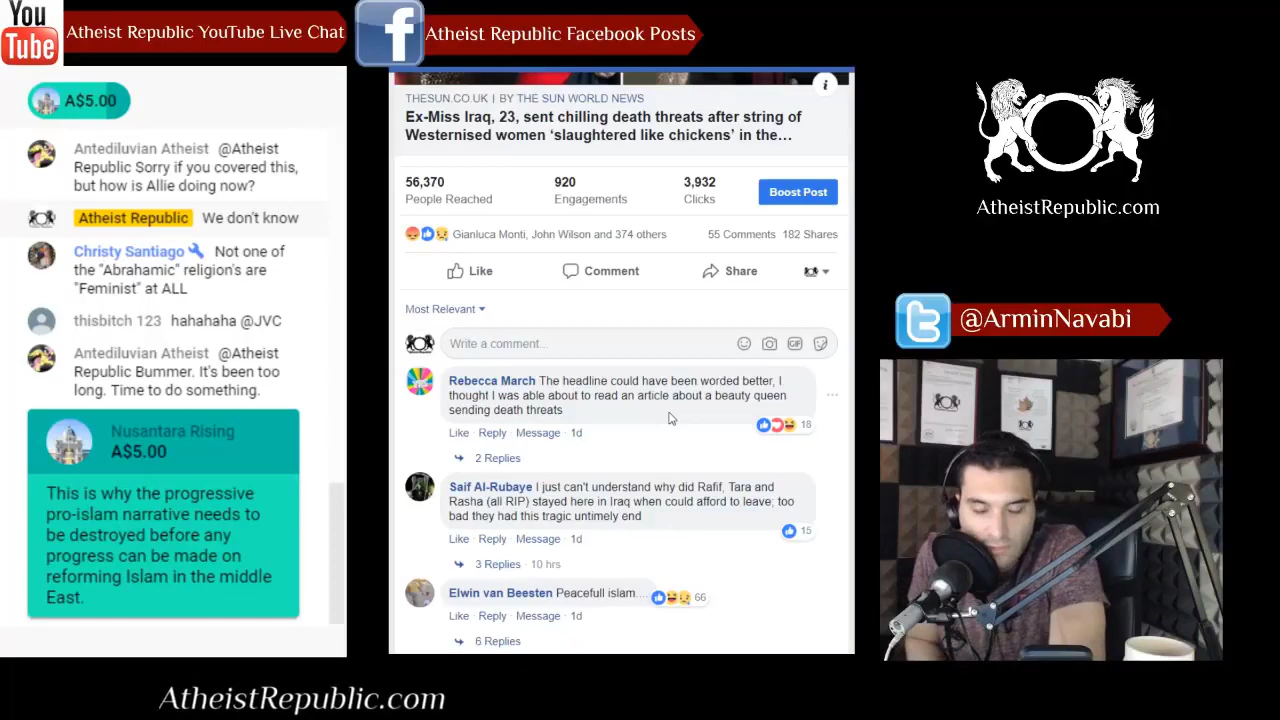 You
Tube
Atheist Republic YouTube Live Chat
A$5.00
Antediluvian Atheist @Atheist
Republic Sorry if you covered this,
but how is Allie doing now?
Atheist Republic We don't know
Christy Santiago Not one of
the "Abrahamic" religion's are
"Feminist" at ALL
thisbitch 123 hahahaha @JVC
Antediluvian Atheist @Atheist
Republic Bummer. It's been too
long. Time to do something.
Nusantara Rising
A$5.00
This is why the progressive
pro-islam narrative needs to
be destroyed before any
progress can be made on
reforming Islam in the middle
East.
f
Atheist Republic Facebook Posts
THESUN.CO.UK | BY THE SUN WORLD NEWS
i
Ex-Miss Iraq, 23, sent chilling death threats after string of
Westernised women 'slaughtered like chickens' in the…
56,370 920 3,932
People Reached Engagements Clicks
Boost Post
Gianluca Monti, John Wilson and 374 others 55 Comments 182 Shares
Like Comment Share
Most Relevant
Write a comment... GIF
Rebecca March The headline could have been worded better, I
thought I was able about to read an article about a beauty queen
sending death threats
18
Like · Reply · Message · 1d
2 Replies
Saif Al-Rubaye I just can't understand why did Rafif, Tara and
Rasha (all RIP) stayed here in Iraq when could afford to leave; too
bad they had this tragic untimely end
15
Like · Reply · Message · 1d
3 Replies · 10 hrs
Elwin van Beesten Peacefull islam....
66
Like · Reply · Message · 1d
6 Replies
AtheistRepublic.com
@ArminNavabi
AtheistRepublic.com